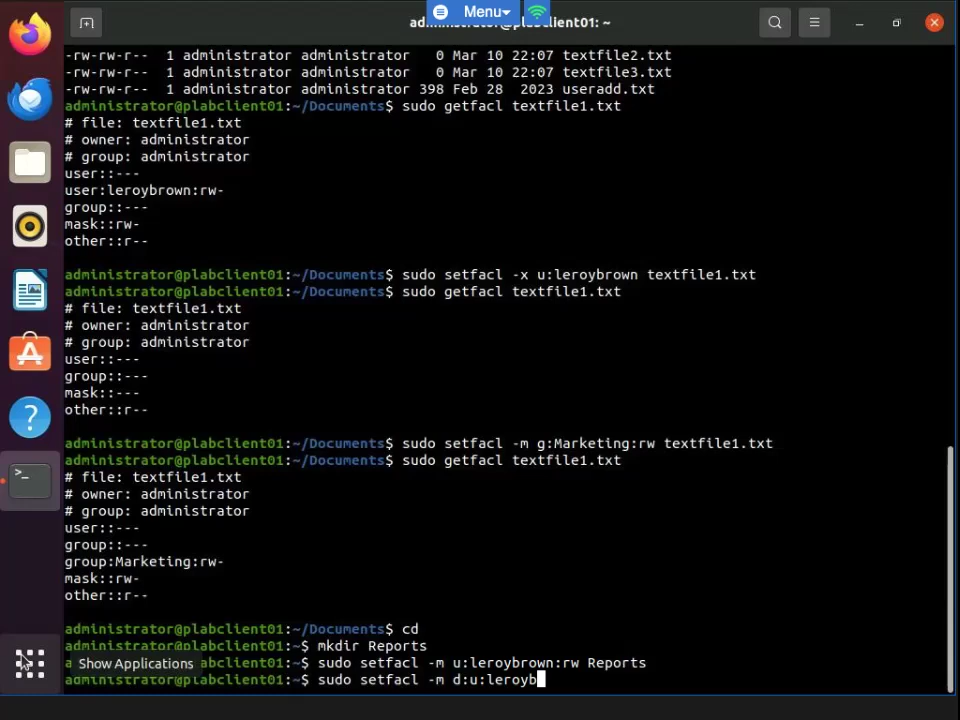 Menu
administrator@plabclient01: ~
-rw-rw-r--  1 administrator administrator   0 Mar 10 22:07 textfile2.txt
-rw-rw-r--  1 administrator administrator   0 Mar 10 22:07 textfile3.txt
-rw-rw-r--  1 administrator administrator 398 Feb 28  2023 useradd.txt
administrator@plabclient01:~/Documents$ sudo getfacl textfile1.txt
# file: textfile1.txt
# owner: administrator
# group: administrator
user::---
user:leroybrown:rw-
group::---
mask::rw-
other::r--
administrator@plabclient01:~/Documents$ sudo setfacl -x u:leroybrown textfile1.txt
administrator@plabclient01:~/Documents$ sudo getfacl textfile1.txt
# file: textfile1.txt
# owner: administrator
# group: administrator
user::---
group::---
mask::---
other::r--
administrator@plabclient01:~/Documents$ sudo setfacl -m g:Marketing:rw textfile1.txt
administrator@plabclient01:~/Documents$ sudo getfacl textfile1.txt
# file: textfile1.txt
# owner: administrator
# group: administrator
user::---
group::---
group:Marketing:rw-
mask::rw-
other::r--
administrator@plabclient01:~/Documents$ cd
administrator@plabclient01:~$ mkdir Reports
Show Applications
administrator@plabclient01:~$ sudo setfacl -m u:leroybrown:rw Reports
administrator@plabclient01:~$ sudo setfacl -m d:u:leroyb